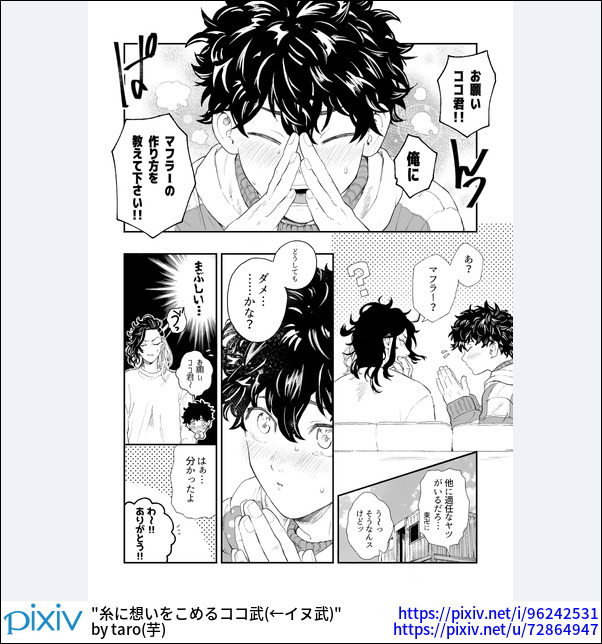 お願い
ココ君!!
ぱ
んっ
俺に
マフラーの
作り方を
教えて下さい!!
あ?
マフラー?
?
他に適任なヤツ
がいるだろ…
東卍に
う〜っ
そうなんス
けどッ
どうしても
ダメ…
……かな?
まぶしい…
ゔっ
お願い
ココ君〜
はぁ…
分かったよ
わ〜!!
ありがとう!!
pixiv
"糸に想いをこめるココ武(←イヌ武)"
by taro(芋)
https://pixiv.net/i/96242531
https://pixiv.net/u/72864947